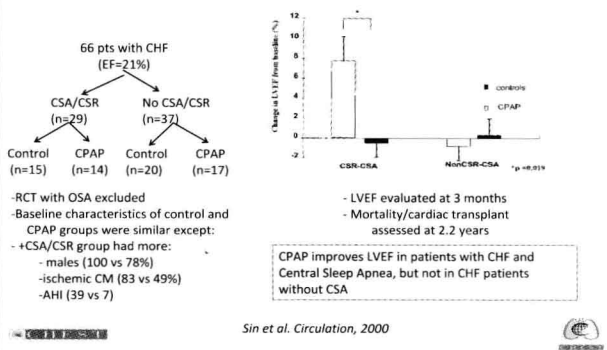 66 pts with CHF
(EF=21%)
CSA/CSR
(n=29)
No CSA/CSR
(n=37)
Control
(n=15)
CPAP
(n=14)
Control
(n=20)
CPAP
(n=17)
-RCT with OSA excluded
-Baseline characteristics of control and
CPAP groups were similar except:
- +CSA/CSR group had more:
- males (100 vs 78%)
- ischemic CM (83 vs 49%)
- AHI (39 vs 7)
Change in LVEF from baseline (%)
12
10
8
6
4
2
0
-2
*
controls
CPAP
CSR-CSA
NonCSR-CSA
*p =0.019
- LVEF evaluated at 3 months
- Mortality/cardiac transplant
assessed at 2.2 years
CPAP improves LVEF in patients with CHF and
Central Sleep Apnea, but not in CHF patients
without CSA
Sin et al. Circulation, 2000